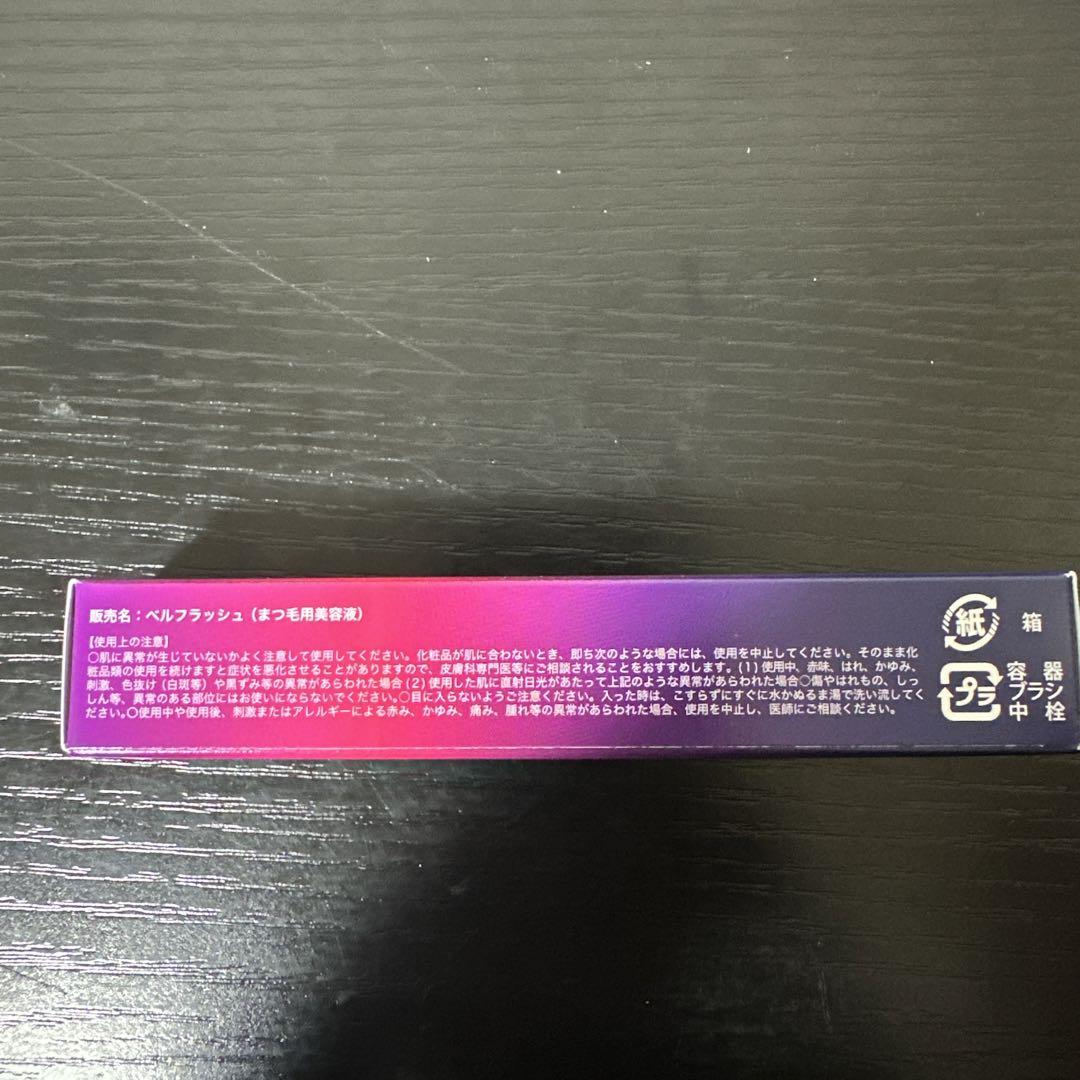 販売名：ベルフラッシュ（まつ毛用美容液）
【使用上の注意】
○肌に異常が生じていないかよく注意して使用してください。化粧品が肌に合わないとき、即ち次のような場合には、使用を中止してください。そのまま化
粧品類の使用を続けますと症状を悪化させることがありますので、皮膚科専門医等にご相談されることをおすすめします。(1)使用中、赤味、はれ、かゆみ、
刺激、色抜け（白斑等）や黒ずみ等の異常があらわれた場合(2)使用した肌に直射日光があたって上記のような異常があらわれた場合○傷やはれもの、しっ
しん等、異常のある部位にはお使いにならないでください。○目に入らないようご注意ください。入った時は、こすらずにすぐに水かぬるま湯で洗い流してく
ださい。○使用中や使用後、刺激またはアレルギーによる赤み、かゆみ、痛み、腫れ等の異常があらわれた場合、使用を中止し、医師にご相談ください。
紙 箱
プラ
容器
ブラシ
中栓